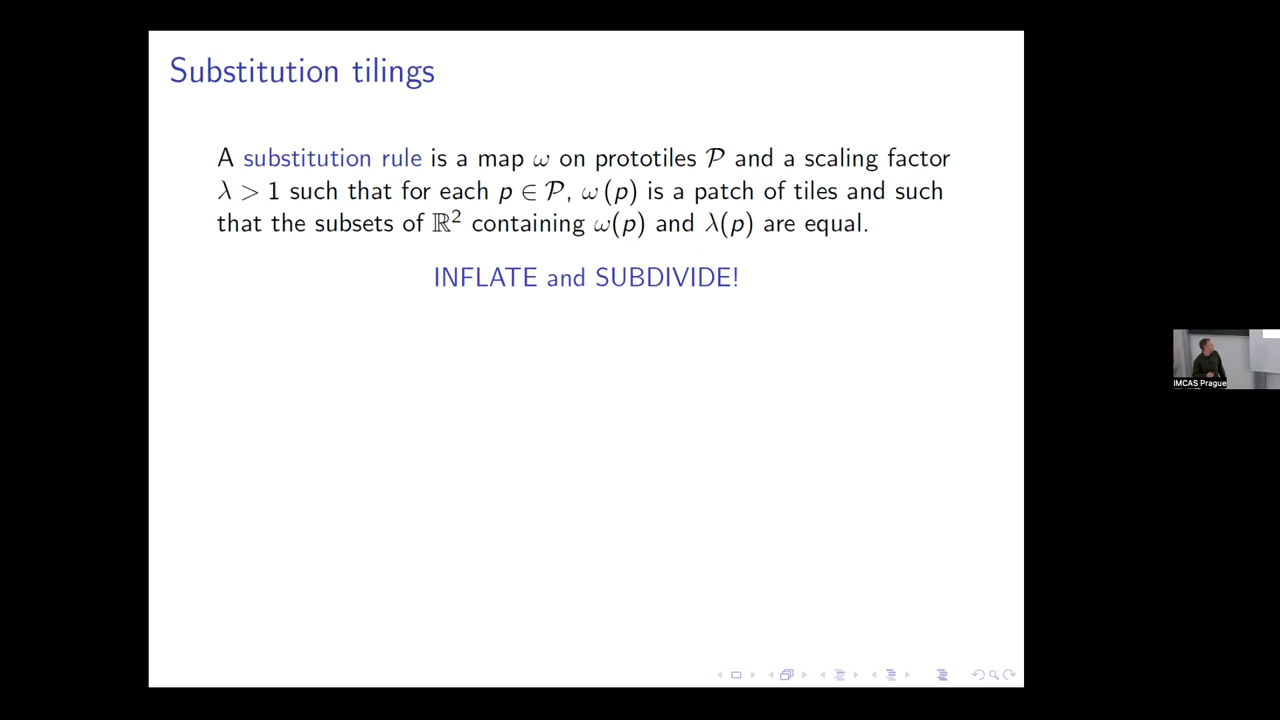 Substitution tilings
A substitution rule is a map ω on prototiles 𝒫 and a scaling factor
λ > 1 such that for each p ∈ 𝒫, ω(p) is a patch of tiles and such
that the subsets of ℝ² containing ω(p) and λ(p) are equal.
INFLATE and SUBDIVIDE!
IMCAS Prague